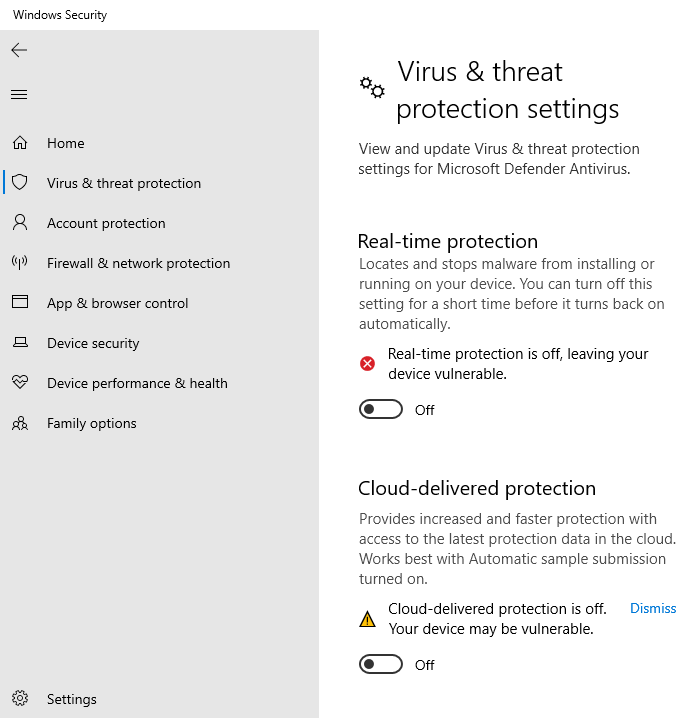 Windows Security
Home
Virus & threat protection
Account protection
Firewall & network protection
App & browser control
Device security
Device performance & health
Family options
Settings
Virus & threat
protection settings
View and update Virus & threat protection
settings for Microsoft Defender Antivirus.
Real-time protection
Locates and stops malware from installing or
running on your device. You can turn off this
setting for a short time before it turns back on
automatically.
Real-time protection is off, leaving your
device vulnerable.
Off
Cloud-delivered protection
Provides increased and faster protection with
access to the latest protection data in the cloud.
Works best with Automatic sample submission
turned on.
Cloud-delivered protection is off. Dismiss
Your device may be vulnerable.
Off